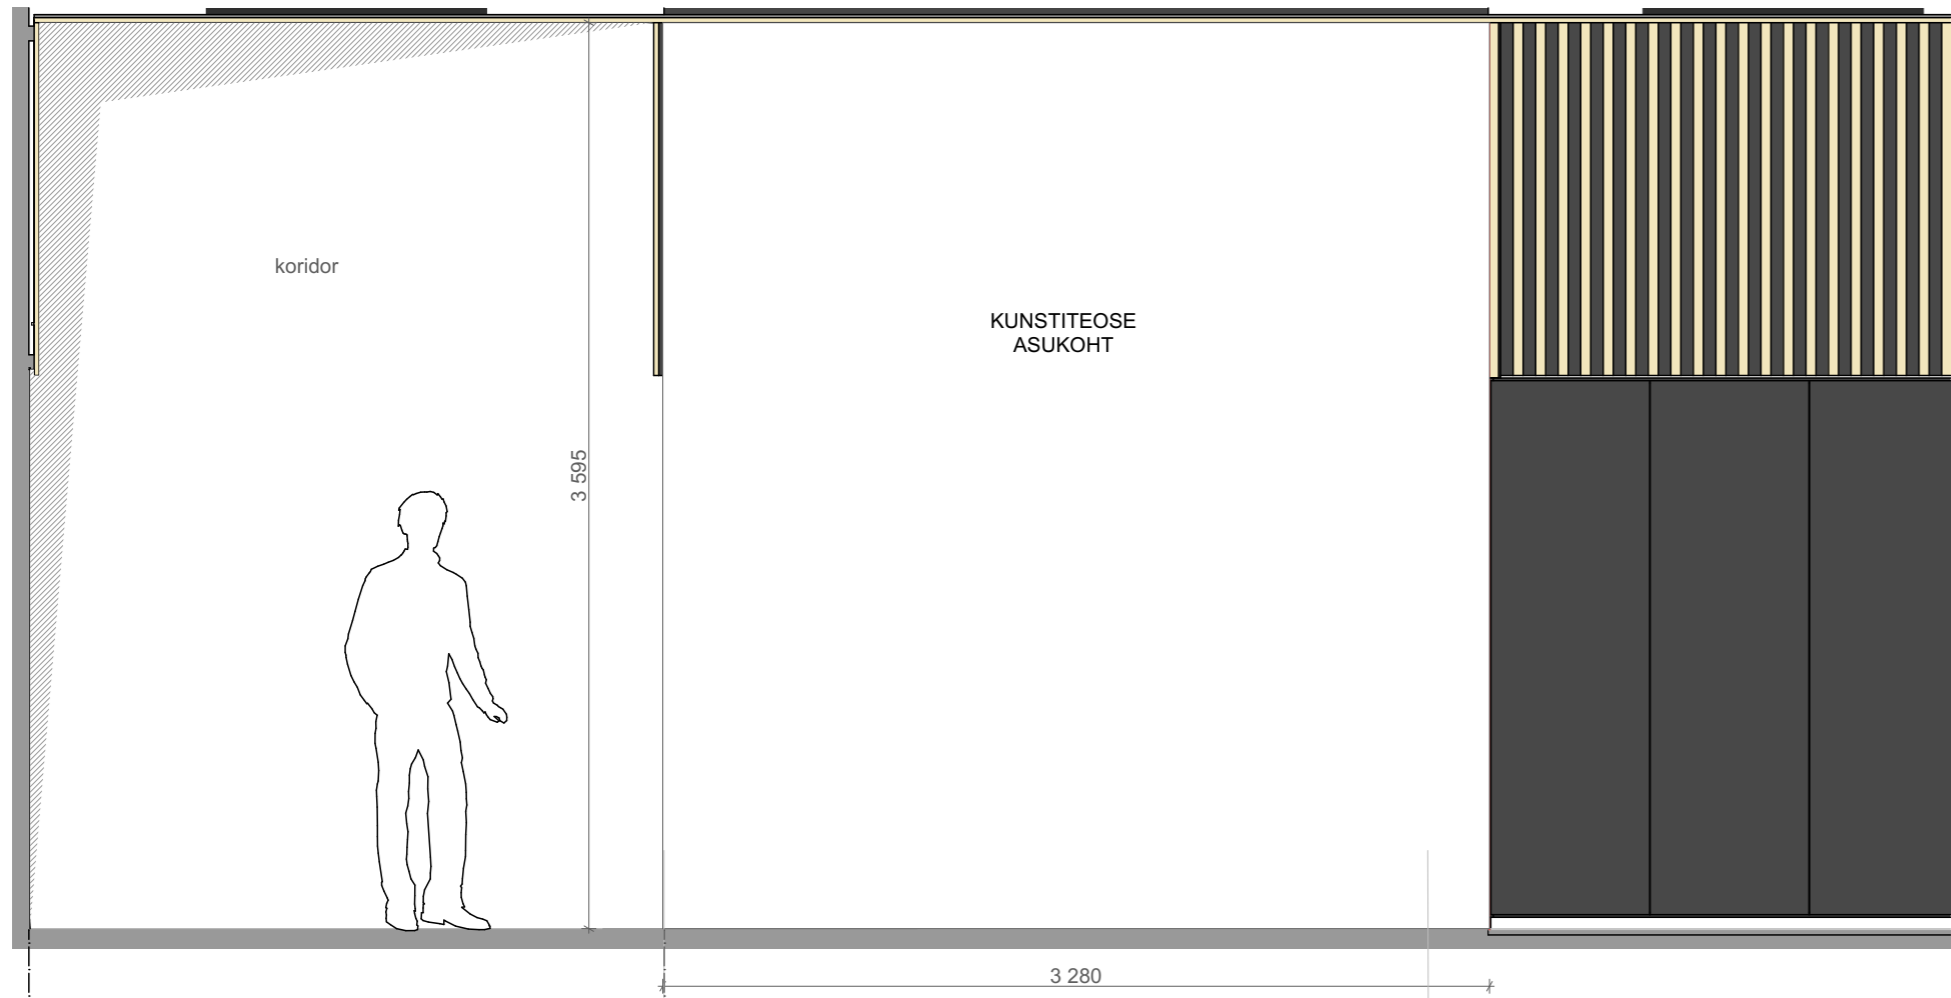 koridor
KUNSTITEOSE
ASUKOHT
3 595
3 280